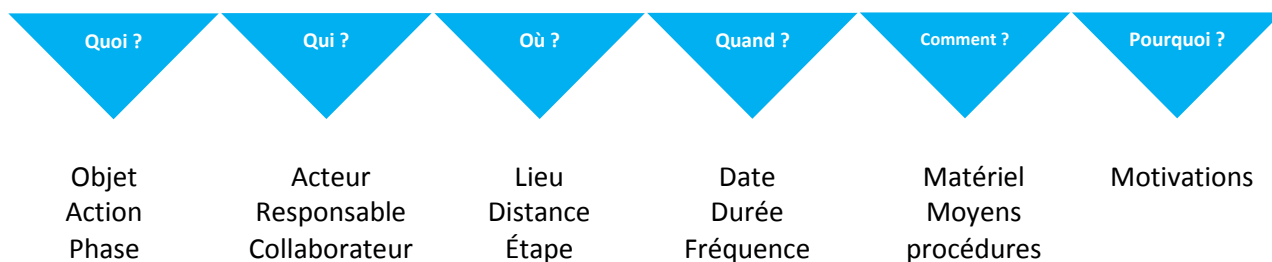 Quoi ? Qui ? Où ? Quand ? Comment ? Pourquoi ?
Objet Acteur Lieu Date Matériel Motivations
Action Responsable Distance Durée Moyens
Phase Collaborateur Étape Fréquence procédures